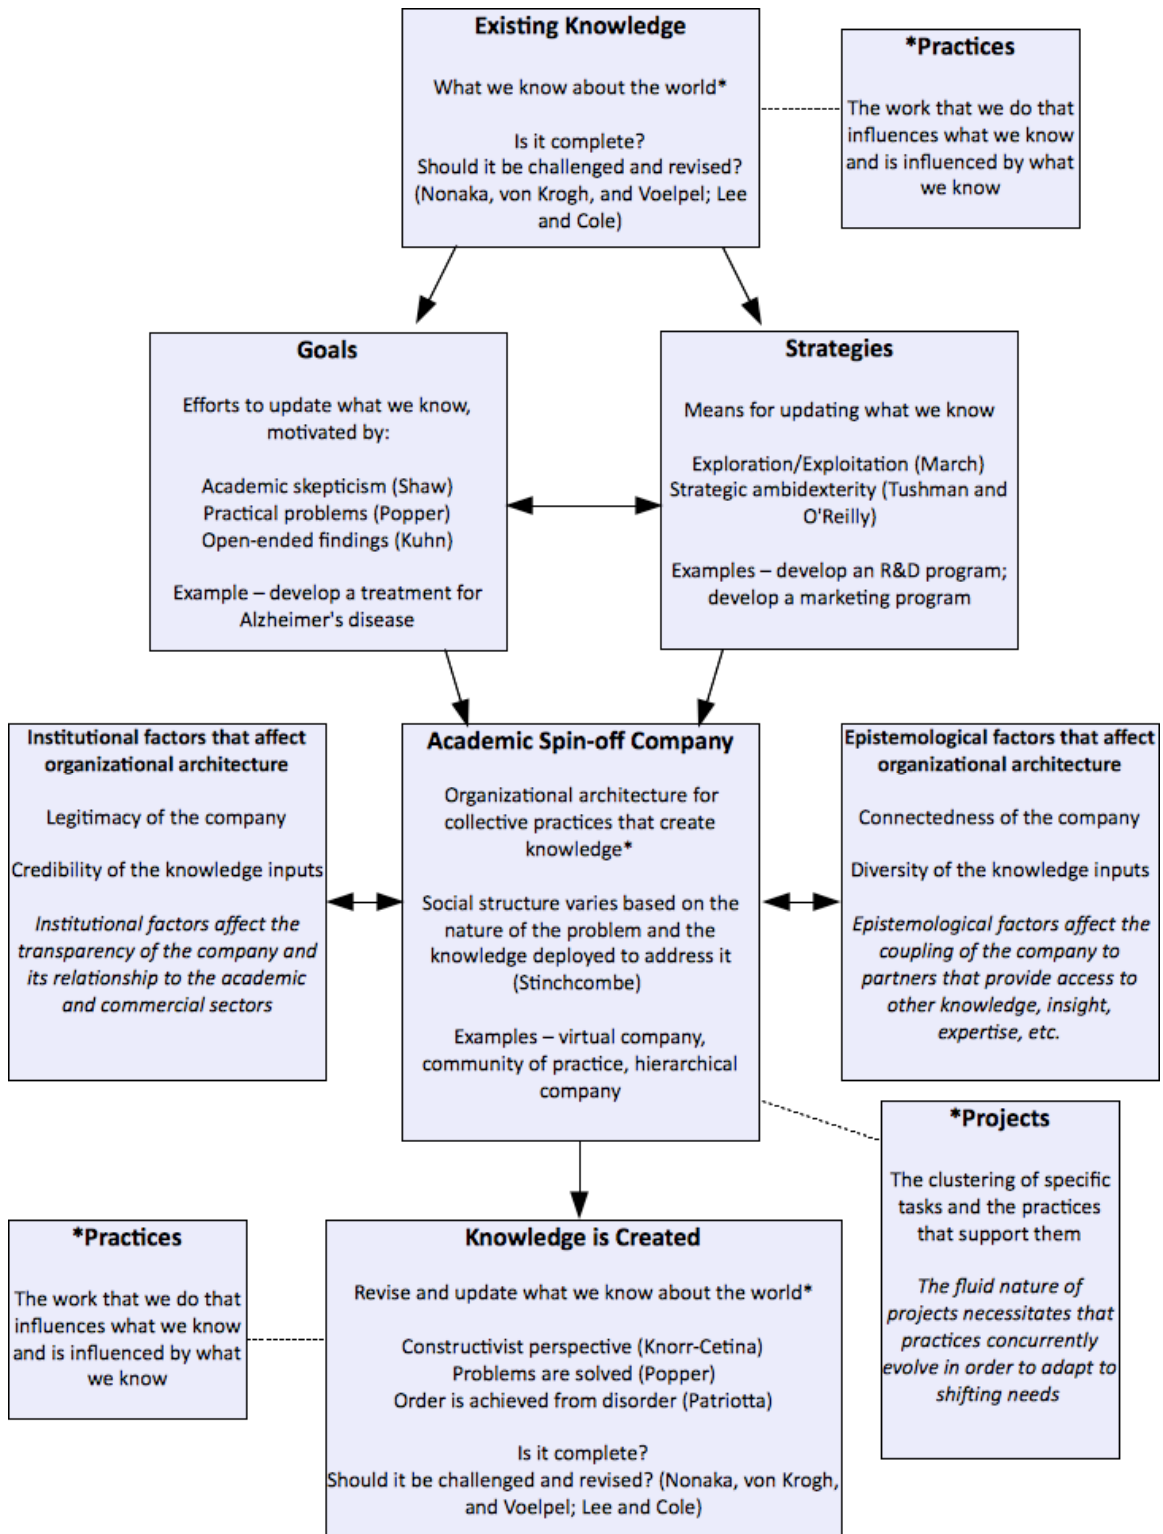 Existing Knowledge
What we know about the world*
Is it complete?
Should it be challenged and revised?
(Nonaka, von Krogh, and Voelpel; Lee
and Cole)
*Practices
The work that we do that
influences what we know
and is influenced by what
we know
Goals
Efforts to update what we know,
motivated by:
Academic skepticism (Shaw)
Practical problems (Popper)
Open-ended findings (Kuhn)
Example – develop a treatment for
Alzheimer's disease
Strategies
Means for updating what we know
Exploration/Exploitation (March)
Strategic ambidexterity (Tushman and
O'Reilly)
Examples – develop an R&D program;
develop a marketing program
Institutional factors that affect
organizational architecture
Legitimacy of the company
Credibility of the knowledge inputs
Institutional factors affect the
transparency of the company and
its relationship to the academic
and commercial sectors
Academic Spin-off Company
Organizational architecture for
collective practices that create
knowledge*
Social structure varies based on the
nature of the problem and the
knowledge deployed to address it
(Stinchcombe)
Examples – virtual company,
community of practice, hierarchical
company
Epistemological factors that affect
organizational architecture
Connectedness of the company
Diversity of the knowledge inputs
Epistemological factors affect the
coupling of the company to
partners that provide access to
other knowledge, insight,
expertise, etc.
*Projects
The clustering of specific
tasks and the practices
that support them
The fluid nature of
projects necessitates that
practices concurrently
evolve in order to adapt to
shifting needs
*Practices
The work that we do that
influences what we know
and is influenced by what
we know
Knowledge is Created
Revise and update what we know about the world*
Constructivist perspective (Knorr-Cetina)
Problems are solved (Popper)
Order is achieved from disorder (Patriotta)
Is it complete?
Should it be challenged and revised? (Nonaka, von Krogh,
and Voelpel; Lee and Cole)